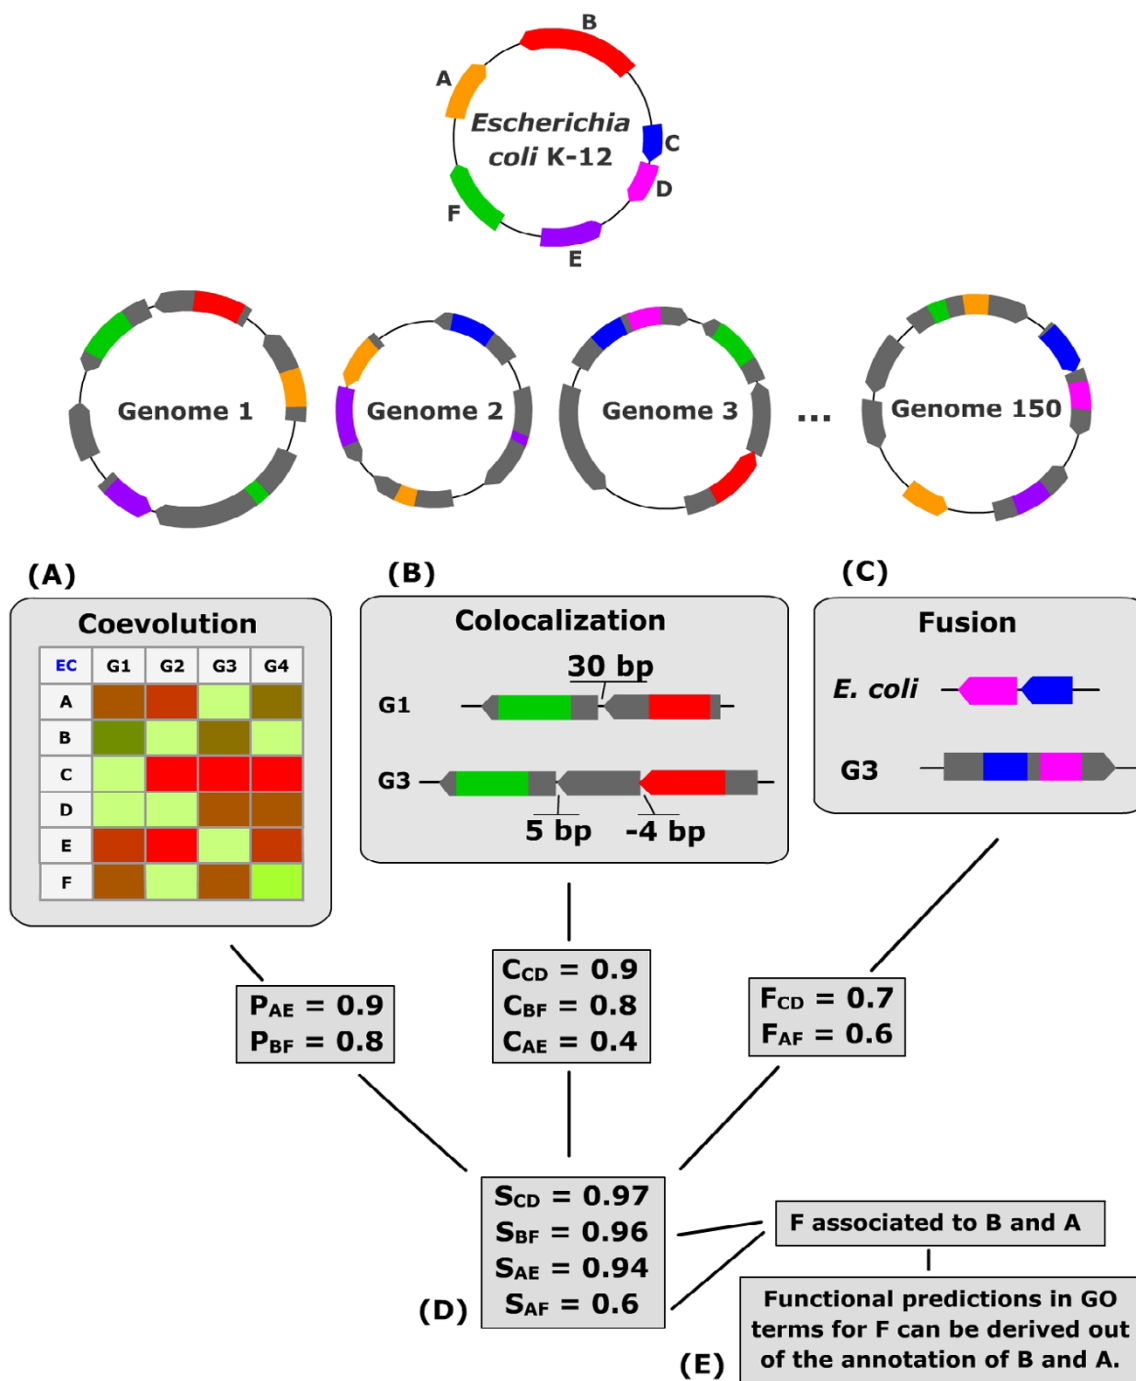 B
A
Escherichia
coli K-12
C
D
F
E
Genome 1
Genome 2
Genome 3
...
Genome 150
(A)
(B)
(C)
Coevolution
EC G1 G2 G3 G4
A
B
C
D
E
F
Colocalization
30 bp
G1
G3
5 bp
-4 bp
Fusion
E. coli
G3
PAE = 0.9
PBF = 0.8
CCD = 0.9
CBF = 0.8
CAE = 0.4
FCD = 0.7
FAF = 0.6
SCD = 0.97
SBF = 0.96
SAE = 0.94
SAF = 0.6
(D)
F associated to B and A
Functional predictions in GO
terms for F can be derived out
of the annotation of B and A.
(E)